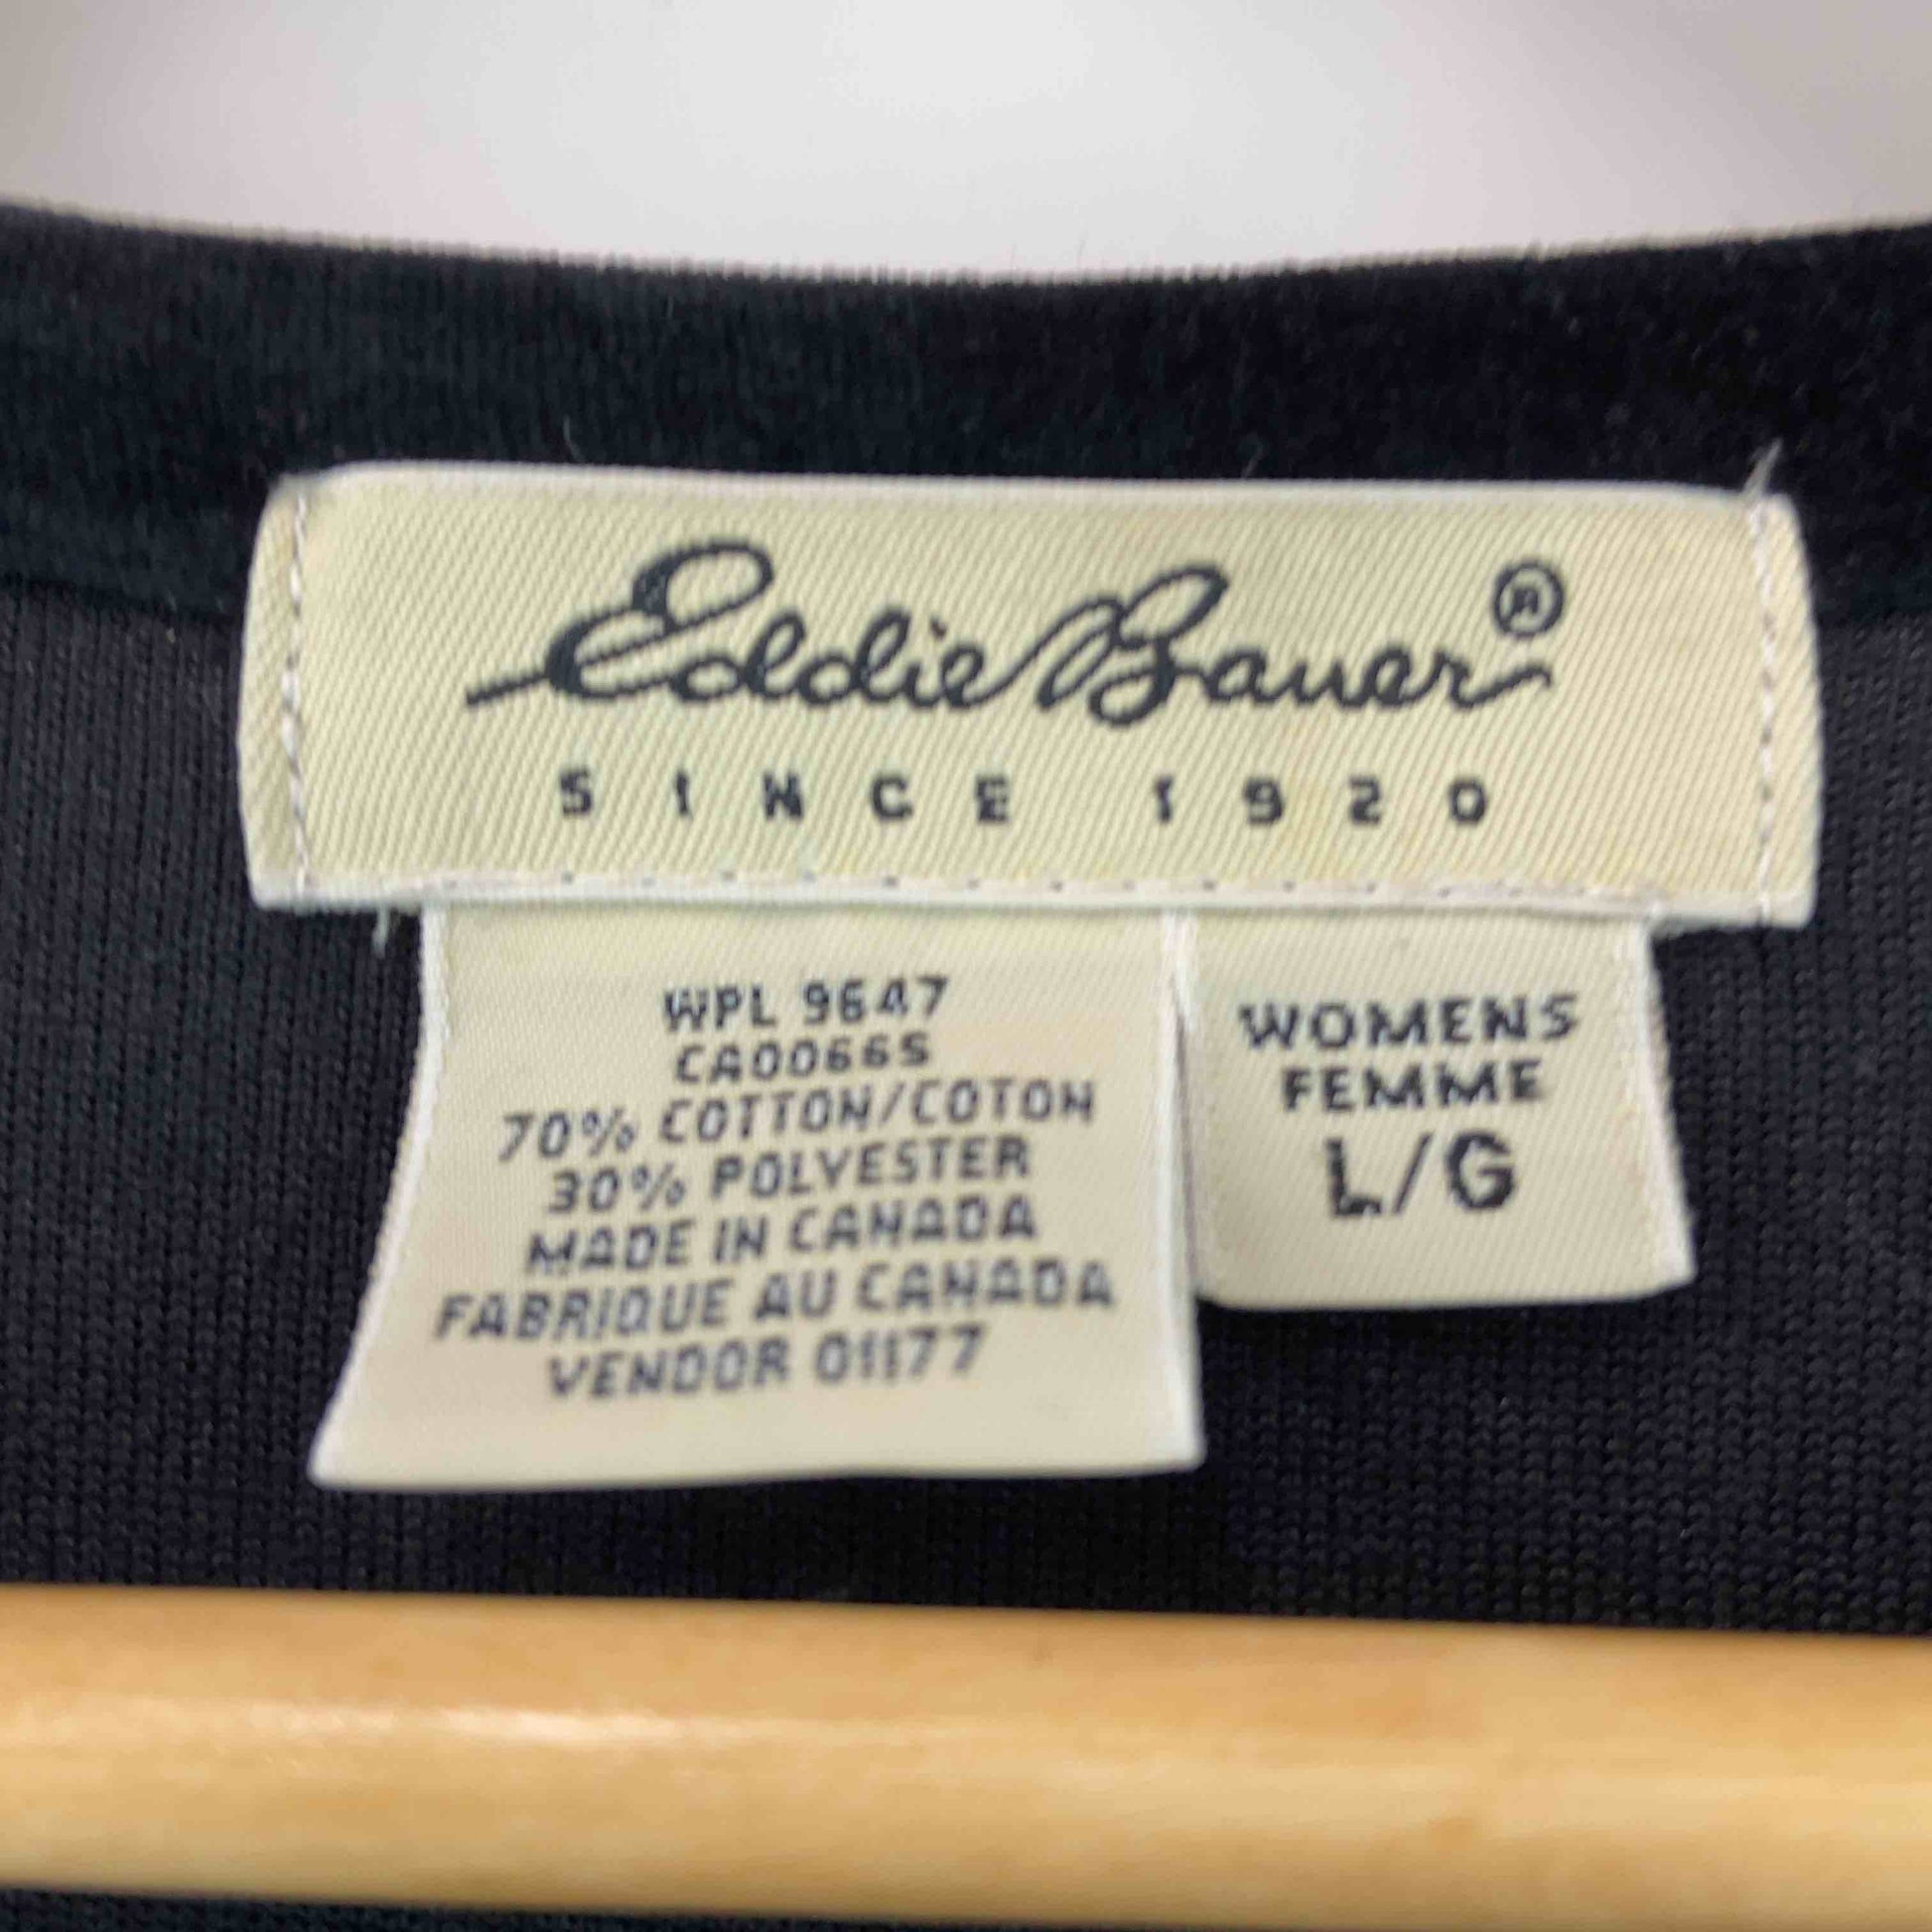 Eddie Bauer®
SINCE 1920
WPL 9647
CA00665
70% COTTON/COTON
30% POLYESTER
MADE IN CANADA
FABRIQUE AU CANADA
VENDOR 01177
WOMENS
FEMME
L/G